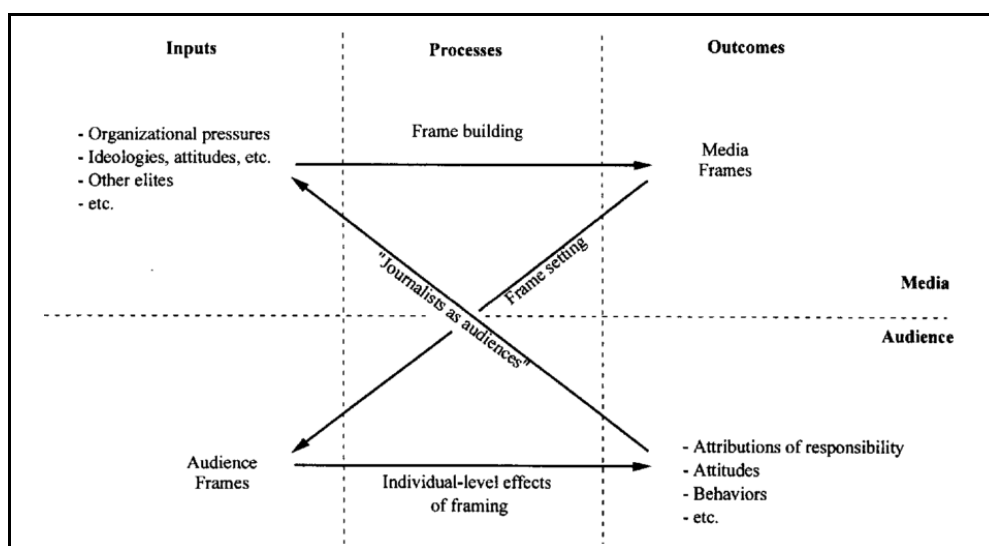 Inputs
Processes
Outcomes
- Organizational pressures
- Ideologies, attitudes, etc.
- Other elites
- etc.
Frame building
Media
Frames
"Journalists as audiences"
Frame setting
Media
Audience
Audience
Frames
Individual-level effects
of framing
- Attributions of responsibility
- Attitudes
- Behaviors
- etc.